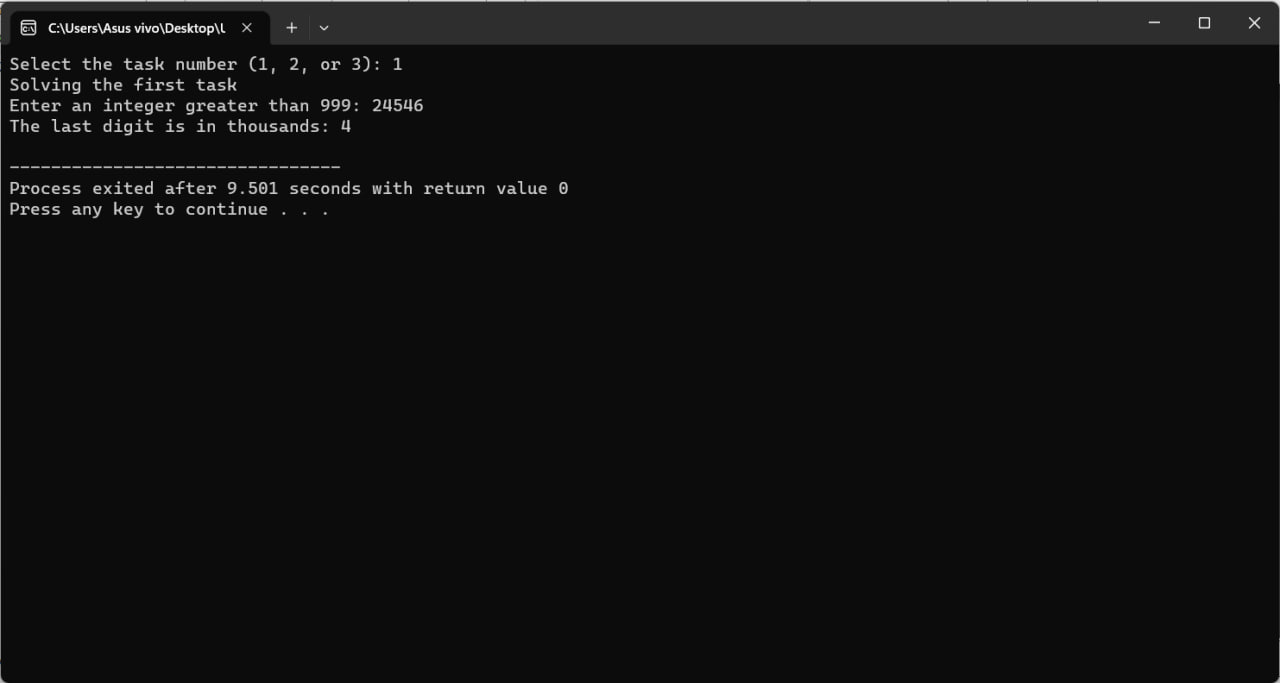 C:\Users\Asus vivo\Desktop\L
Select the task number (1, 2, or 3): 1
Solving the first task
Enter an integer greater than 999: 24546
The last digit is in thousands: 4
--------------------------------
Process exited after 9.501 seconds with return value 0
Press any key to continue . . .